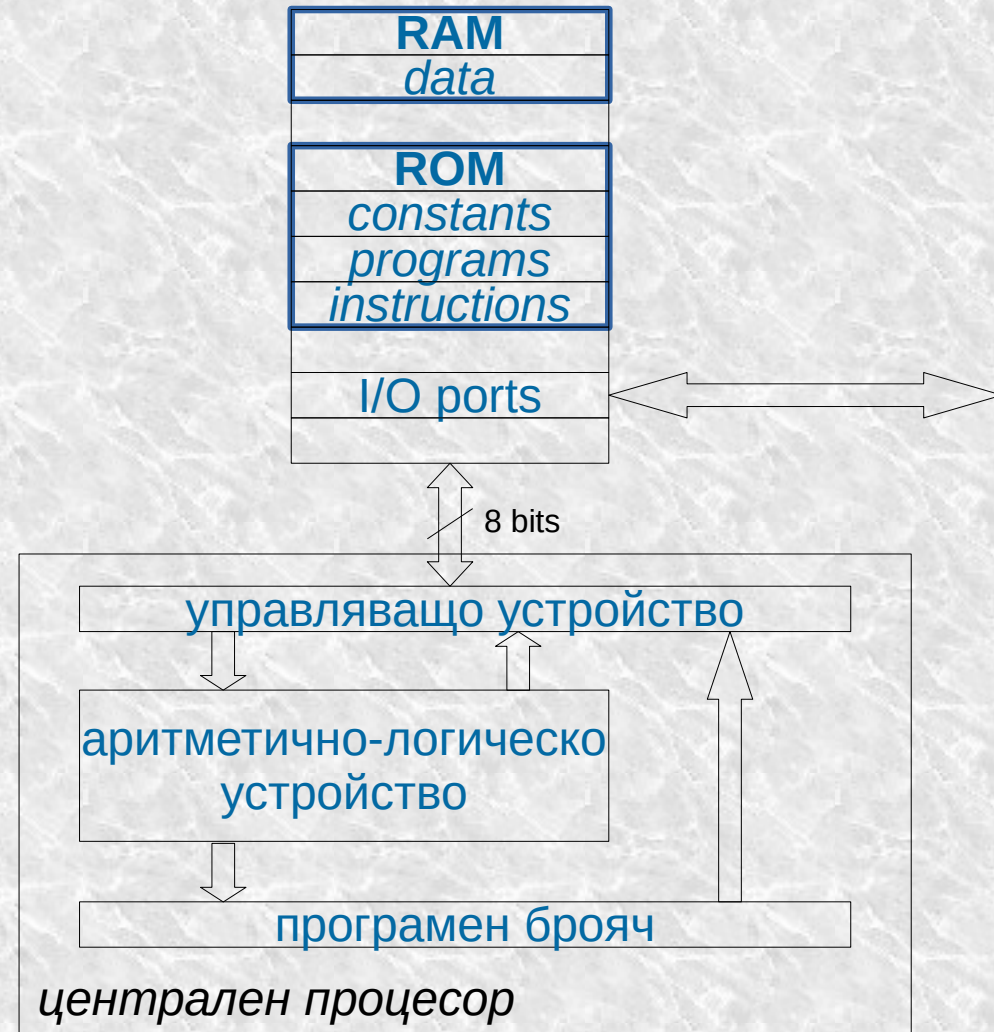 RAM
data
ROM
constants
programs
instructions
I/O ports
8 bits
управляващо устройство
аритметично-логическо
устройство
програмен брояч
централен процесор